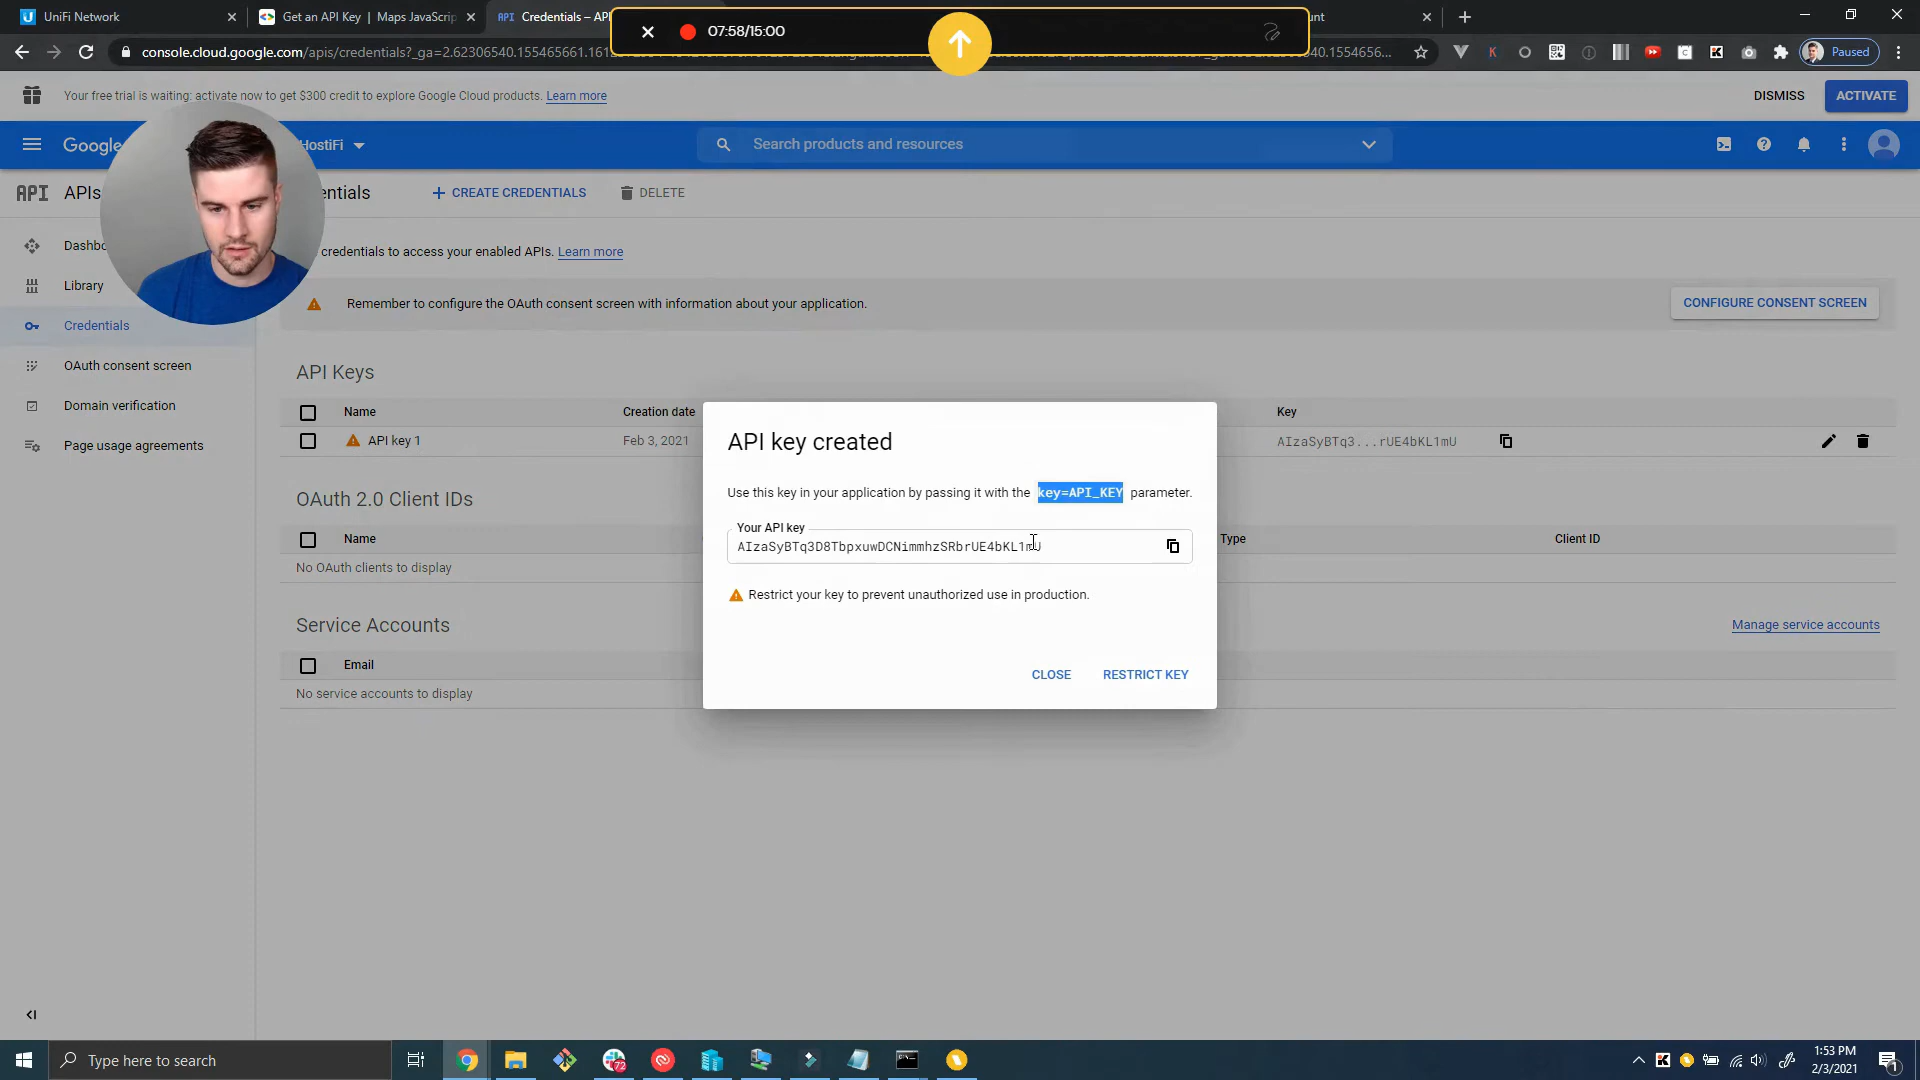 UniFi Network
Get an API Key | Maps JavaScrip
Credentials – API
07:58/15:00
console.cloud.google.com/apis/credentials?_ga=2.62306540.155465661.161
Paused
Your free trial is waiting: activate now to get $300 credit to explore Google Cloud products. Learn more
DISMISS
ACTIVATE
Google
HostiFi
Search products and resources
API
APIs
entials
CREATE CREDENTIALS
DELETE
Dashbo
Library
Credentials
OAuth consent screen
Domain verification
Page usage agreements
credentials to access your enabled APIs. Learn more
Remember to configure the OAuth consent screen with information about your application.
CONFIGURE CONSENT SCREEN
API Keys
Name
Creation date
Key
API key 1
Feb 3, 2021
AIzaSyBTq3...rUE4bKL1mU
OAuth 2.0 Client IDs
Name
Type
Client ID
No OAuth clients to display
Service Accounts
Manage service accounts
Email
No service accounts to display
API key created
Use this key in your application by passing it with the key=API_KEY parameter.
Your API key
AIzaSyBTq3D8TbpxuwDCNimmhzSRbrUE4bKL1mU
Restrict your key to prevent unauthorized use in production.
CLOSE
RESTRICT KEY
Type here to search
72
1:53 PM
2/3/2021
1